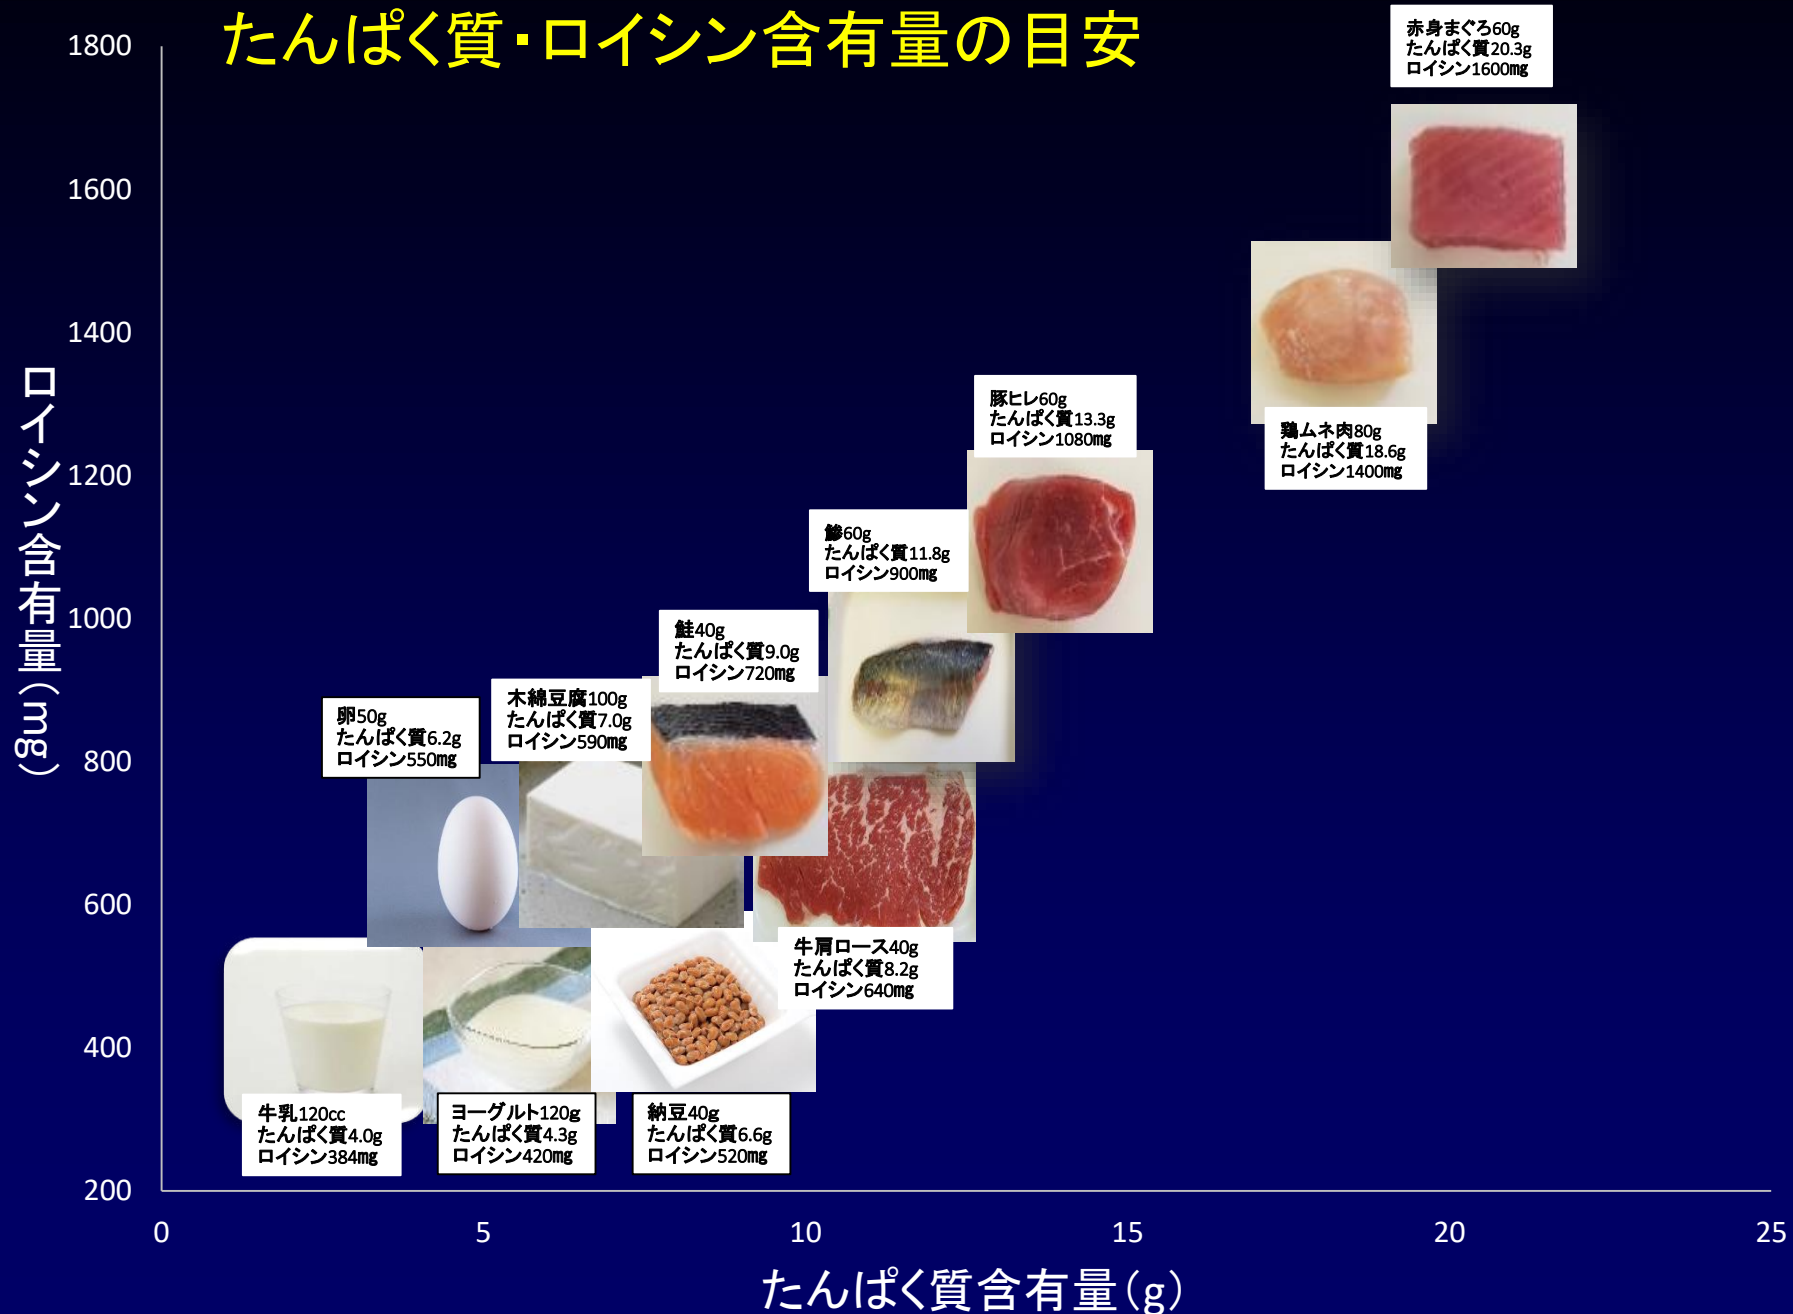 たんぱく質・ロイシン含有量の目安
ロイシン含有量(mg)
1800
1600
1400
1200
1000
800
600
400
200
赤身まぐろ60g
たんぱく質20.3g
ロイシン1600㎎
鶏ムネ肉80g
たんぱく質18.6g
ロイシン1400㎎
豚ヒレ60g
たんぱく質13.3g
ロイシン1080㎎
鯵60g
たんぱく質11.8g
ロイシン900㎎
鮭40g
たんぱく質9.0g
ロイシン720㎎
木綿豆腐100g
たんぱく質7.0g
ロイシン590㎎
卵50g
たんぱく質6.2g
ロイシン550㎎
牛肩ロース40g
たんぱく質8.2g
ロイシン640㎎
牛乳120cc
たんぱく質4.0g
ロイシン384㎎
ヨーグルト120g
たんぱく質4.3g
ロイシン420㎎
納豆40g
たんぱく質6.6g
ロイシン520㎎
0 5 10 15 20 25
たんぱく質含有量(g)